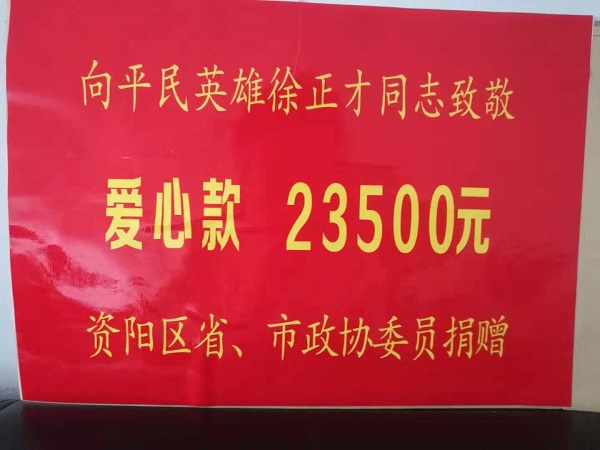 向平民英雄徐正才同志致敬
爱心款 23500元
资阳区省、市政协委员捐赠